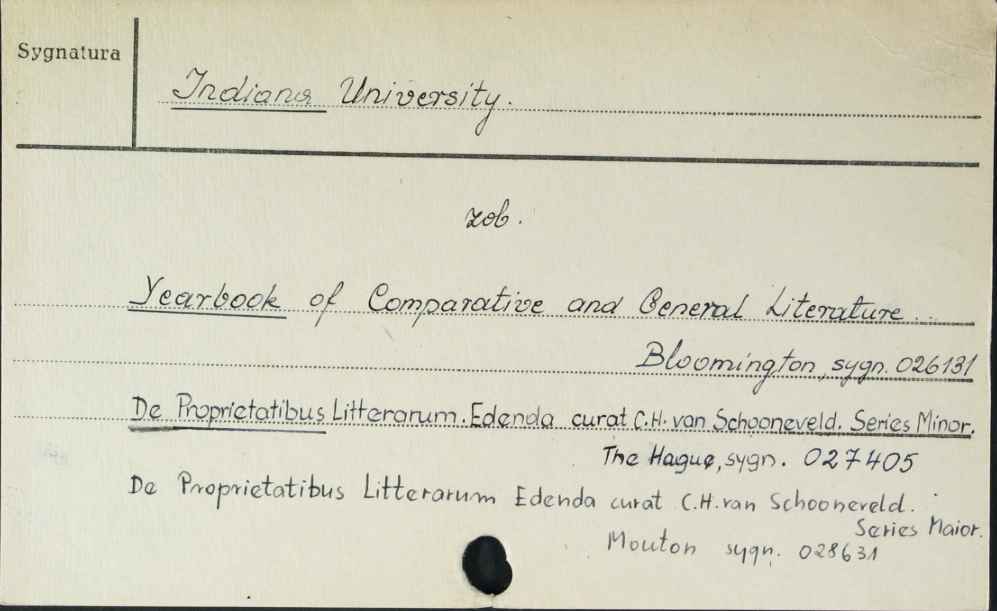 Sygnatura
Indiana University.
zob.
Yearbook of Comparative and General Literature...
Bloomington, sygn. 026131
De Proprietatibus Litterarum. Edenda curat C.H. van Schooneveld. Series Minor.
The Hague, sygn. 027405
De Proprietatibus Litterarum Edenda curat C.H. van Schooneveld.
Series Maior.
Mouton sygn. 028631